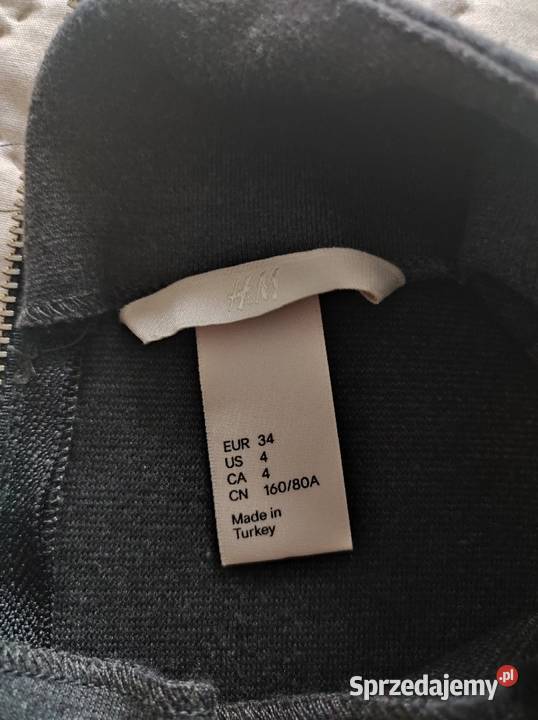 H&M
EUR 34
US 4
CA 4
CN 160/80A
Made in
Turkey
Sprzedajemy.pl